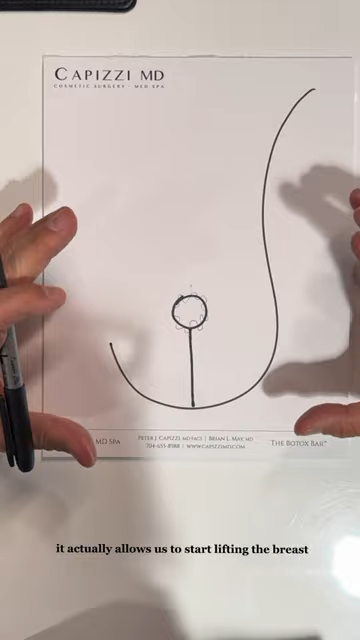 CAPIZZI MD
COSMETIC SURGERY • MED SPA
MD SPA
PETER J. CAPIZZI MD FACS | BRIAN L. MAY, MD
704-655-8988 | WWW.CAPIZZIMD.COM
THE BOTOX BAR™
it actually allows us to start lifting the breast